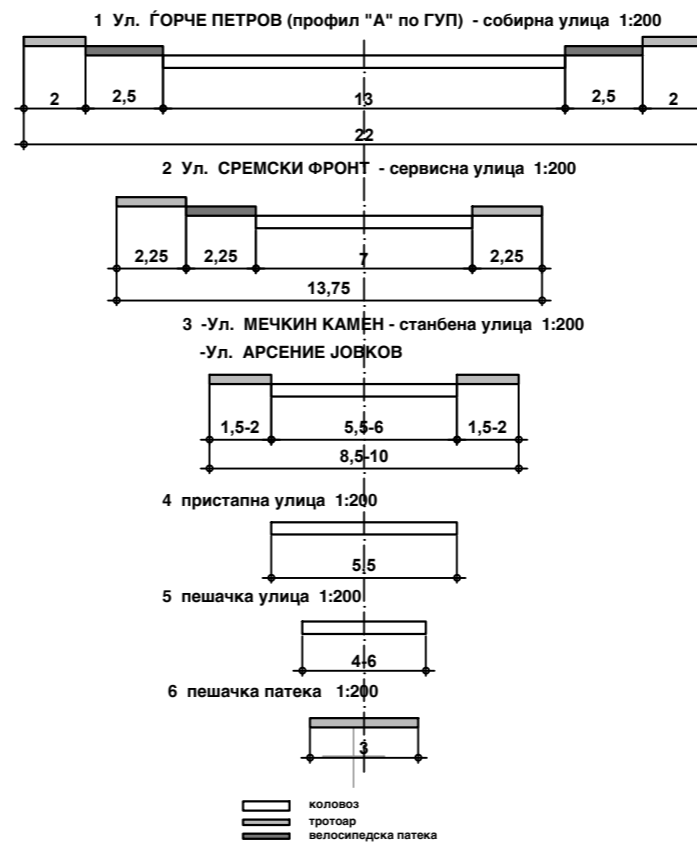 1 Ул. ЃОРЧЕ ПЕТРОВ (профил "А" по ГУП) - собирна улица 1:200
2 2,5 13 2,5 2
22
2 Ул. СРЕМСКИ ФРОНТ - сервисна улица 1:200
2,25 2,25 7 2,25
13,75
3 -Ул. МЕЧКИН КАМЕН - станбена улица 1:200
-Ул. АРСЕНИЕ ЈОВКОВ
1,5-2 5,5-6 1,5-2
8,5-10
4 пристапна улица 1:200
5,5
5 пешачка улица 1:200
4-6
6 пешачка патека 1:200
3
коловоз
тротоар
велосипедска патека